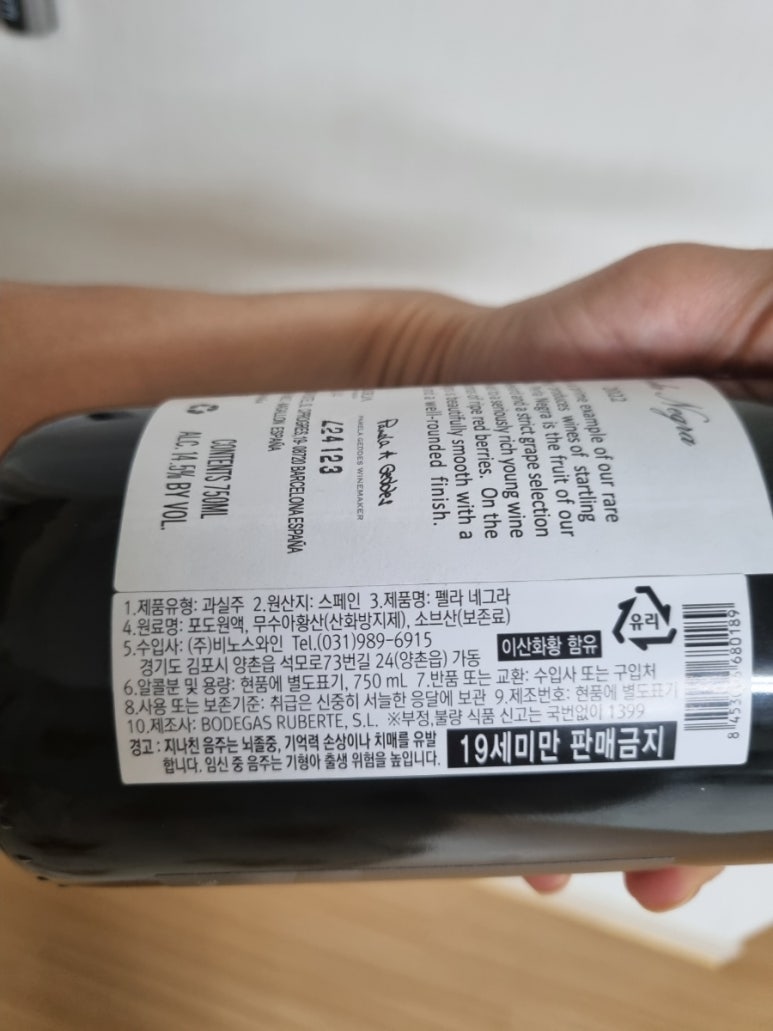 Negra
2022
example of our rare
wines of startling
Negra is the fruit of our
and a strict grape selection
a seriously rich young wine
of ripe red berries. On the
beautifully smooth with a
a well-rounded finish.
Pamela A Geddes
PAMELA GEDDES WINEMAKER
L24123
08720 BARCELONA ESPAÑA
ESPAÑA
CONTENTS 750ML
ALC. 14.5% BY VOL.
1.제품유형: 과실주 2.원산지: 스페인 3.제품명: 펠라 네그라
4.원료명: 포도원액, 무수아황산(산화방지제), 소브산(보존료)
5.수입사: (주)비노스와인 Tel.(031)989-6915
경기도 김포시 양촌읍 석모로73번길 24(양촌읍) 가동
이산화황 함유
유리
6.알콜분 및 용량: 현품에 별도표기, 750 mL 7.반품 또는 교환: 수입사 또는 구입처
8.사용 또는 보존기준: 취급은 신중히 서늘한 응달에 보관 9.제조번호: 현품에 별도표기
10.제조사: BODEGAS RUBERTE, S.L. ※부정,불량 식품 신고는 국번없이 1399
경고 : 지나친 음주는 뇌졸중, 기억력 손상이나 치매를 유발
합니다. 임신 중 음주는 기형아 출생 위험을 높입니다.
19세미만 판매금지